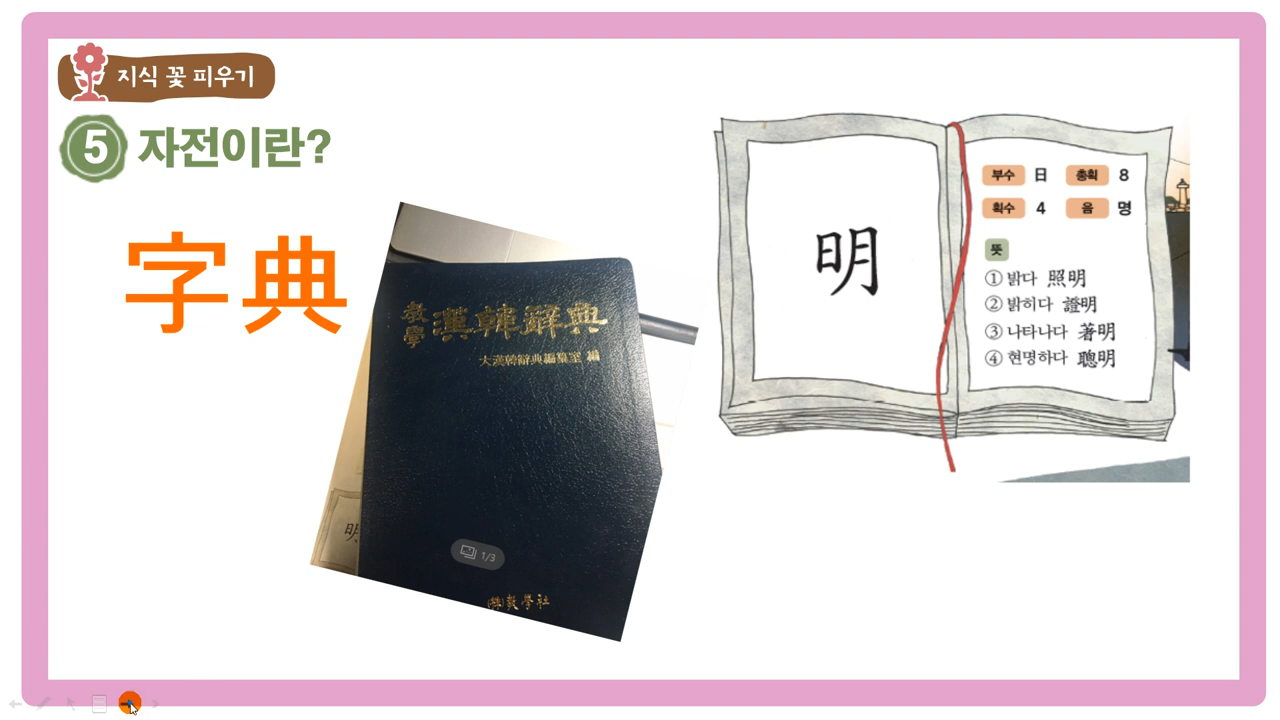 지식 꽃 피우기
5 자전이란?
字典
敎學 漢韓辭典
大漢韓辭典編纂室 編
明
1/3
㈱敎學社
明
부수 日 총획 8
획수 4 음 명
뜻
① 밝다 照明
② 밝히다 證明
③ 나타나다 著明
④ 현명하다 聰明